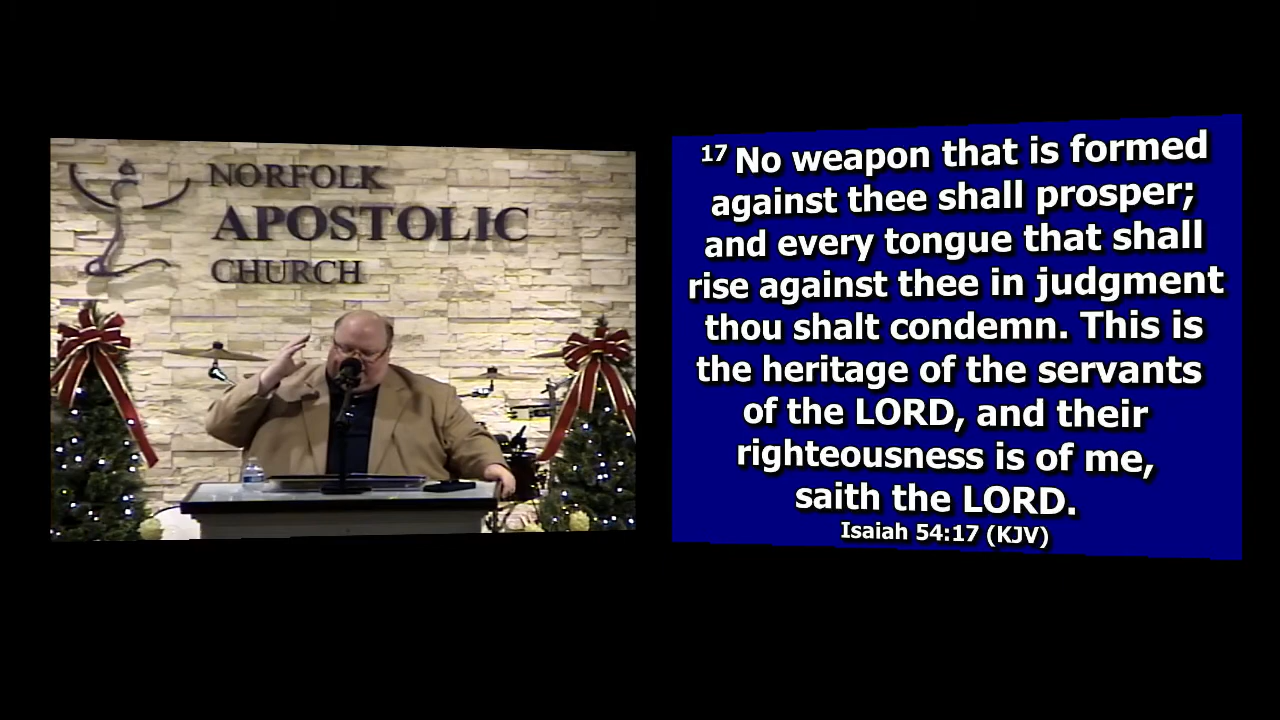 NORFOLK
APOSTOLIC
CHURCH
17 No weapon that is formed
against thee shall prosper;
and every tongue that shall
rise against thee in judgment
thou shalt condemn. This is
the heritage of the servants
of the LORD, and their
righteousness is of me,
saith the LORD.
Isaiah 54:17 (KJV)